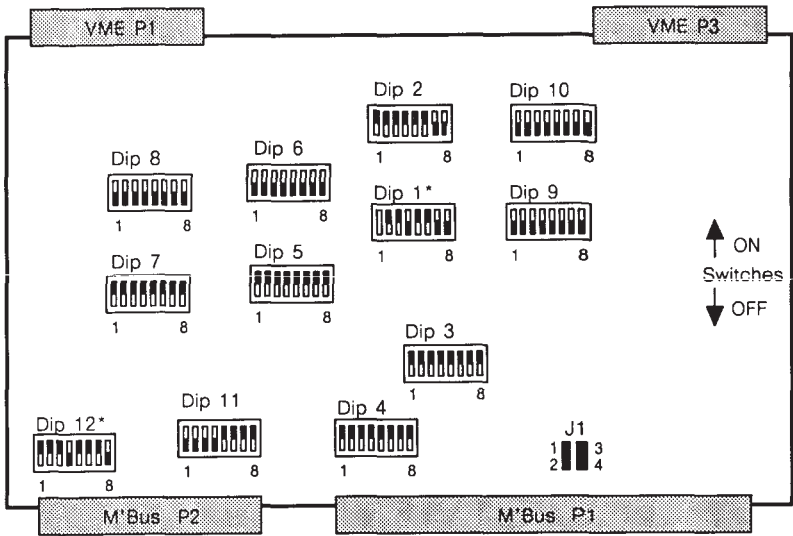 VME P1
VME P3
Dip 2
1 8
Dip 10
1 8
Dip 8
1 8
Dip 6
1 8
Dip 1*
1 8
Dip 9
1 8
ON
Switches
OFF
Dip 7
1 8
Dip 5
1 8
Dip 3
1 8
Dip 12*
1 8
Dip 11
1 8
Dip 4
1 8
J1
1 3
2 4
M'Bus P2
M'Bus P1